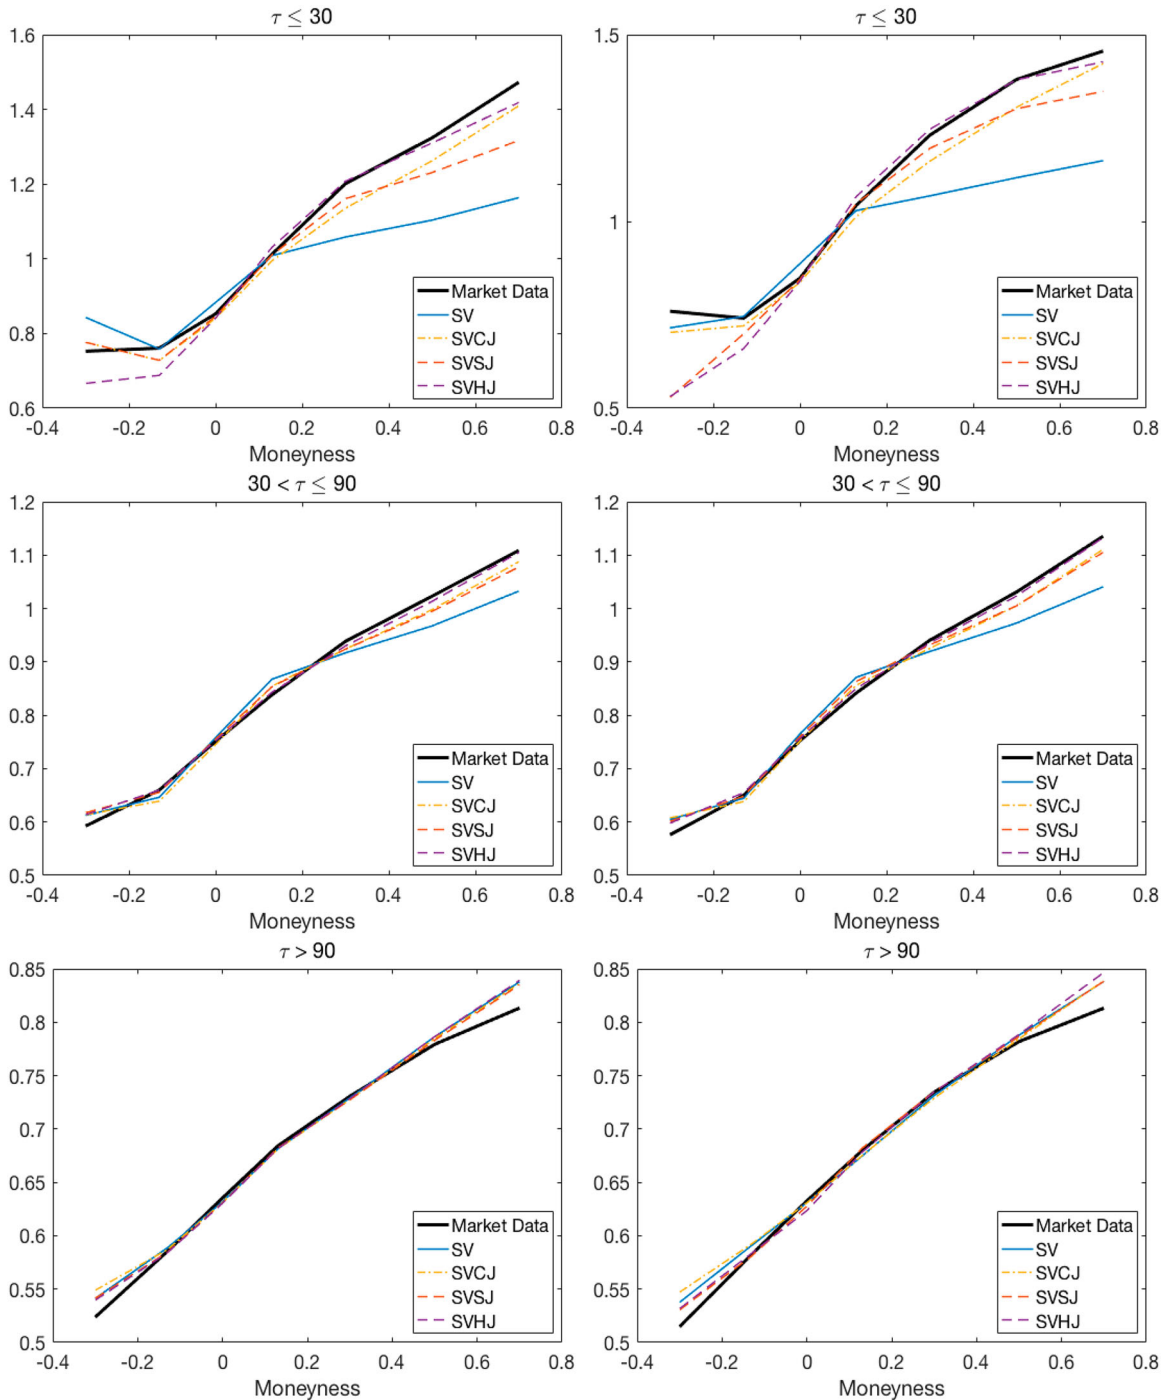 τ ≤ 30
1.6
1.4
1.2
1
0.8
0.6
-0.4 -0.2 0 0.2 0.4 0.6 0.8
Moneyness
Market Data
SV
SVCJ
SVSJ
SVHJ
τ ≤ 30
1.5
1
0.5
-0.4 -0.2 0 0.2 0.4 0.6 0.8
Moneyness
Market Data
SV
SVCJ
SVSJ
SVHJ
30 < τ ≤ 90
1.2
1.1
1
0.9
0.8
0.7
0.6
0.5
-0.4 -0.2 0 0.2 0.4 0.6 0.8
Moneyness
Market Data
SV
SVCJ
SVSJ
SVHJ
30 < τ ≤ 90
1.2
1.1
1
0.9
0.8
0.7
0.6
0.5
-0.4 -0.2 0 0.2 0.4 0.6 0.8
Moneyness
Market Data
SV
SVCJ
SVSJ
SVHJ
τ > 90
0.85
0.8
0.75
0.7
0.65
0.6
0.55
0.5
-0.4 -0.2 0 0.2 0.4 0.6 0.8
Moneyness
Market Data
SV
SVCJ
SVSJ
SVHJ
τ > 90
0.85
0.8
0.75
0.7
0.65
0.6
0.55
0.5
-0.4 -0.2 0 0.2 0.4 0.6 0.8
Moneyness
Market Data
SV
SVCJ
SVSJ
SVHJ